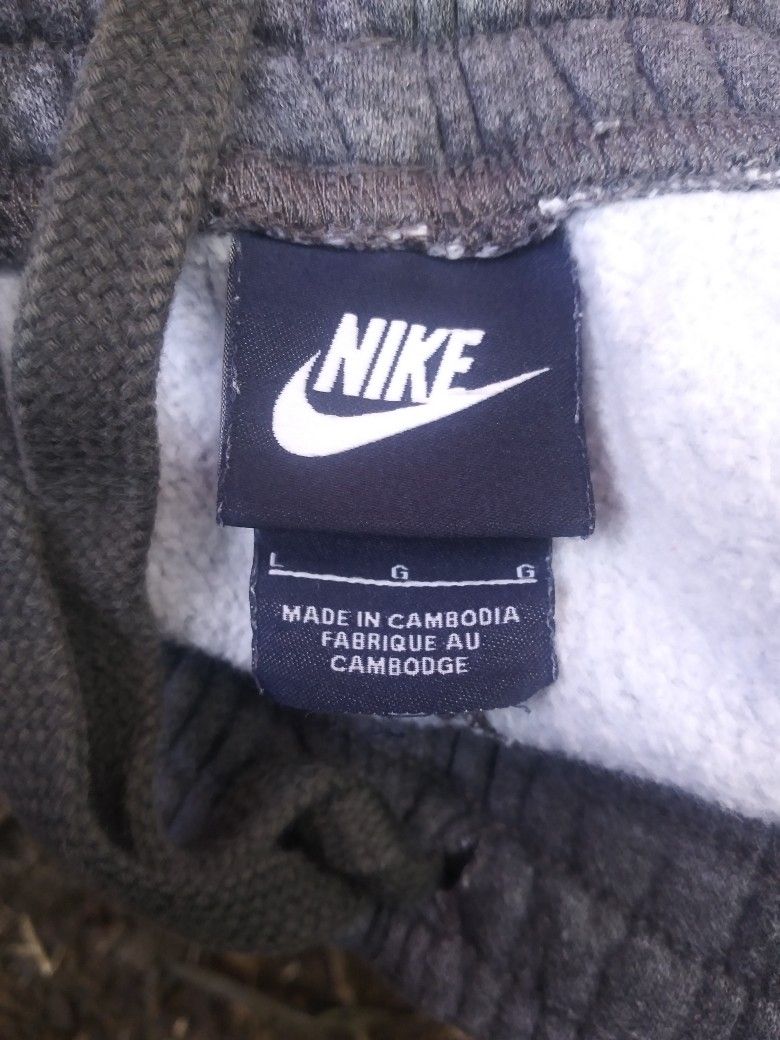 NIKE
L G G
MADE IN CAMBODIA
FABRIQUE AU
CAMBODGE